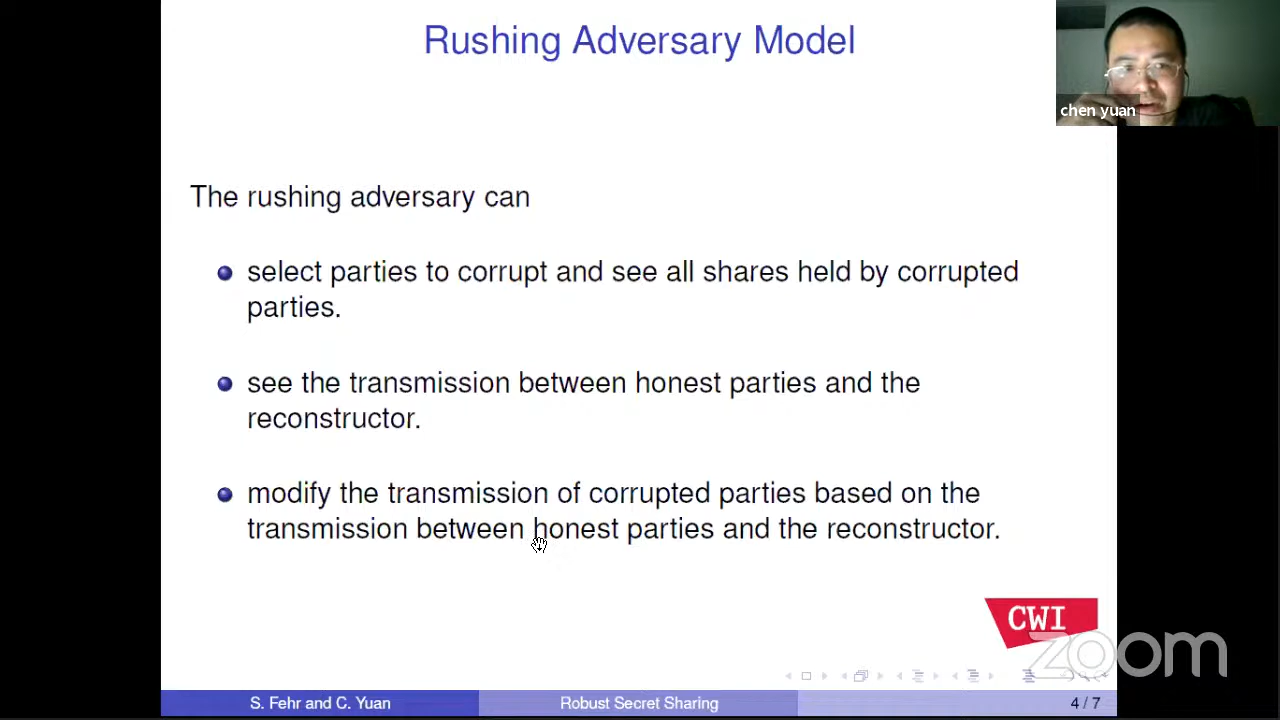 Rushing Adversary Model
chen yuan
The rushing adversary can
select parties to corrupt and see all shares held by corrupted
parties.
see the transmission between honest parties and the
reconstructor.
modify the transmission of corrupted parties based on the
transmission between honest parties and the reconstructor.
CWI
zoom
S. Fehr and C. Yuan
Robust Secret Sharing
4 / 7